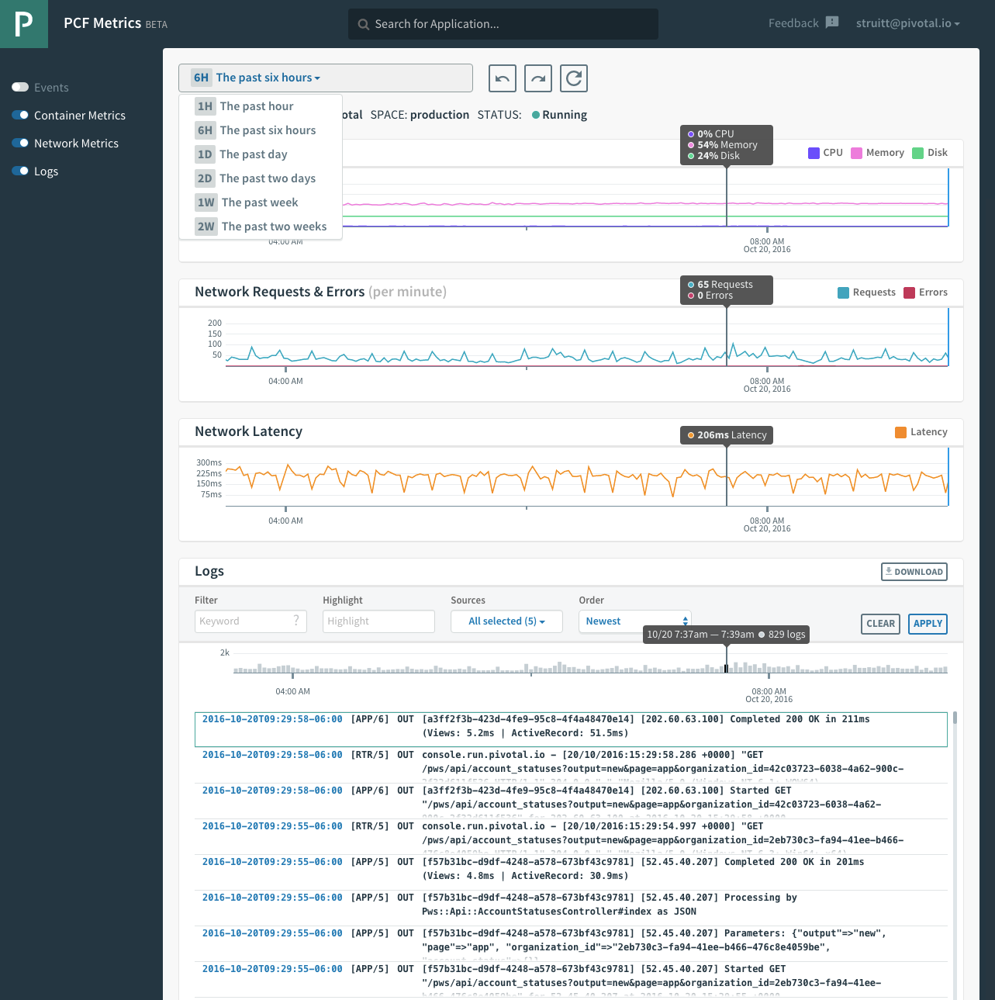 P PCF Metrics BETA
Search for Application...
Feedback struitt@pivotal.io
Events
Container Metrics
Network Metrics
Logs
6H The past six hours
1H The past hour
6H The past six hours
1D The past day
2D The past two days
1W The past week
2W The past two weeks
otal SPACE: production STATUS: Running
0% CPU
54% Memory
24% Disk
CPU Memory Disk
04:00 AM
08:00 AM
Oct 20, 2016
Network Requests & Errors (per minute)
65 Requests
0 Errors
Requests Errors
200
150
100
50
04:00 AM
08:00 AM
Oct 20, 2016
Network Latency
206ms Latency
Latency
300ms
225ms
150ms
75ms
04:00 AM
08:00 AM
Oct 20, 2016
Logs
DOWNLOAD
Filter Highlight Sources Order
Keyword ? Highlight All selected (5) Newest
CLEAR APPLY
10/20 7:37am — 7:39am 829 logs
2k
04:00 AM
08:00 AM
Oct 20, 2016
2016-10-20T09:29:58-06:00 [APP/6] OUT [a3ff2f3b-423d-4fe9-95c8-4f4a48470e14] [202.60.63.100] Completed 200 OK in 211ms
(Views: 5.2ms | ActiveRecord: 51.5ms)
2016-10-20T09:29:58-06:00 [RTR/5] OUT console.run.pivotal.io - [20/10/2016:15:29:58.286 +0000] "GET
/pws/api/account_statuses?output=new&page=app&organization_id=42c03723-6038-4a62-900c-
2016-10-20T09:29:58-06:00 [APP/6] OUT [a3ff2f3b-423d-4fe9-95c8-4f4a48470e14] [202.60.63.100] Started GET
"/pws/api/account_statuses?output=new&page=app&organization_id=42c03723-6038-4a62-
2016-10-20T09:29:55-06:00 [RTR/5] OUT console.run.pivotal.io - [20/10/2016:15:29:54.997 +0000] "GET
/pws/api/account_statuses?output=new&page=app&organization_id=2eb730c3-fa94-41ee-b466-
2016-10-20T09:29:55-06:00 [APP/5] OUT [f57b31bc-d9df-4248-a578-673bf43c9781] [52.45.40.207] Completed 200 OK in 201ms
(Views: 4.8ms | ActiveRecord: 30.9ms)
2016-10-20T09:29:55-06:00 [APP/5] OUT [f57b31bc-d9df-4248-a578-673bf43c9781] [52.45.40.207] Processing by
Pws::Api::AccountStatusesController#index as JSON
2016-10-20T09:29:55-06:00 [APP/5] OUT [f57b31bc-d9df-4248-a578-673bf43c9781] [52.45.40.207] Parameters: {"output"=>"new",
"page"=>"app", "organization_id"=>"2eb730c3-fa94-41ee-b466-476c8e4059be",
2016-10-20T09:29:55-06:00 [APP/5] OUT [f57b31bc-d9df-4248-a578-673bf43c9781] [52.45.40.207] Started GET
"/pws/api/account_statuses?output=new&page=app&organization_id=2eb730c3-fa94-41ee-